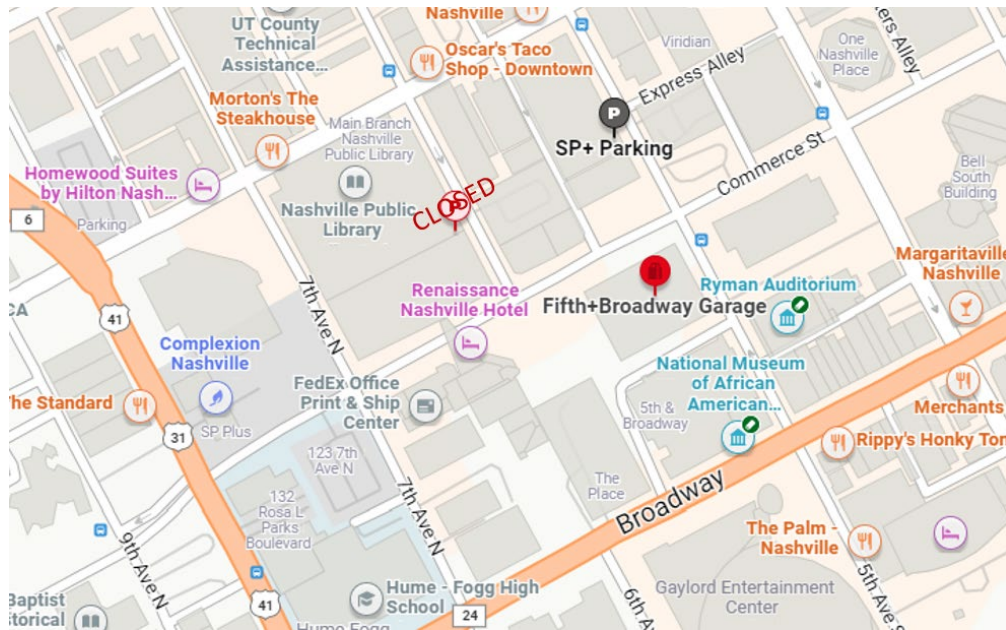 Nashville
UT County
Technical
Assistance...
Oscar's Taco
Shop - Downtown
Viridian
One
Nashville
Place
Express Alley
Morton's The
Steakhouse
Main Branch
Nashville
Public Library
P
SP+ Parking
Commerce St
Bell
South
Building
Homewood Suites
by Hilton Nash...
CLOSED
Nashville Public
Library
6
Parking
Margaritaville
Nashville
Renaissance
Nashville Hotel
Ryman Auditorium
Fifth+Broadway Garage
7th Ave N
41
Complexion
Nashville
National Museum
of African
American...
FedEx Office
Print & Ship
Center
The Standard
5th &
Broadway
Merchants
SP Plus
31
Rippy's Honky Ton
123 7th
Ave N
The
Place
Broadway
132
Rosa L
Parks
Boulevard
7th Ave N
The Palm -
Nashville
9th Ave N
Hume - Fogg High
School
Gaylord Entertainment
Center
5th Ave S
Baptist
storical
41
24
6th Ave
Hume Fogg